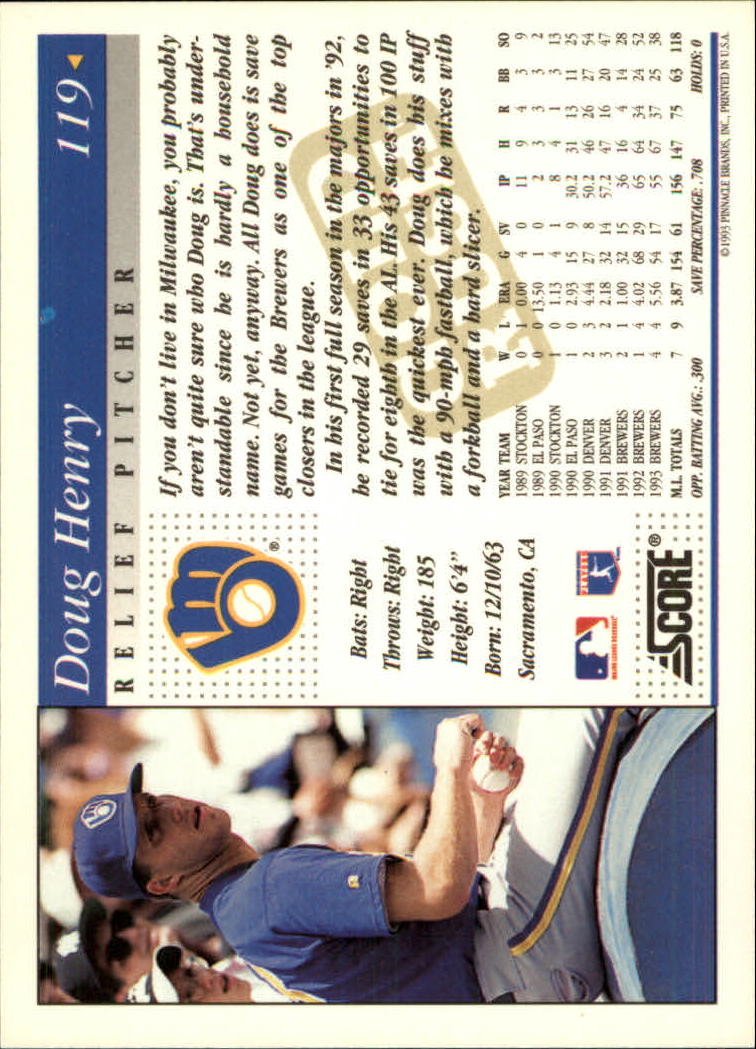 Doug Henry 119
RELIEF PITCHER
If you don't live in Milwaukee, you probably
aren't quite sure who Doug is. That's under-
standable since he is hardly a household
name. Not yet, anyway. All Doug does is save
games for the Brewers as one of the top
closers in the league.
In his first full season in the majors in '92,
he recorded 29 saves in 33 opportunities to
tie for eighth in the AL. His 43 saves in 100 IP
was the quickest ever. Doug does his stuff
with a 90-mph fastball, which he mixes with
a forkball and a hard slicer.
GOLD RUSH
®
Bats: Right
Throws: Right
Weight: 185
Height: 6'4"
Born: 12/10/63
Sacramento, CA
PLAYERS
MAJOR LEAGUE BASEBALL
SCORE®
YEAR TEAM W L ERA G SV IP H R BB SO
1989 STOCKTON 0 1 0.00 4 0 11 9 4 3 9
1989 EL PASO 0 0 13.50 1 0 2 3 3 3 2
1990 STOCKTON 1 0 1.13 4 1 8 4 1 3 13
1990 EL PASO 1 0 2.93 15 9 30.2 31 13 11 25
1990 DENVER 2 3 4.44 27 8 50.2 46 26 27 54
1991 DENVER 3 2 2.18 32 14 57.2 47 16 20 47
1991 BREWERS 2 1 1.00 32 15 36 16 4 14 28
1992 BREWERS 1 4 4.02 68 29 65 64 34 24 52
1993 BREWERS 4 4 5.56 54 17 55 67 37 25 38
M.L. TOTALS 7 9 3.87 154 61 156 147 75 63 118
OPP. BATTING AVG.: .300 SAVE PERCENTAGE: .708 HOLDS: 0
©1993 PINNACLE BRANDS, INC., PRINTED IN U.S.A.